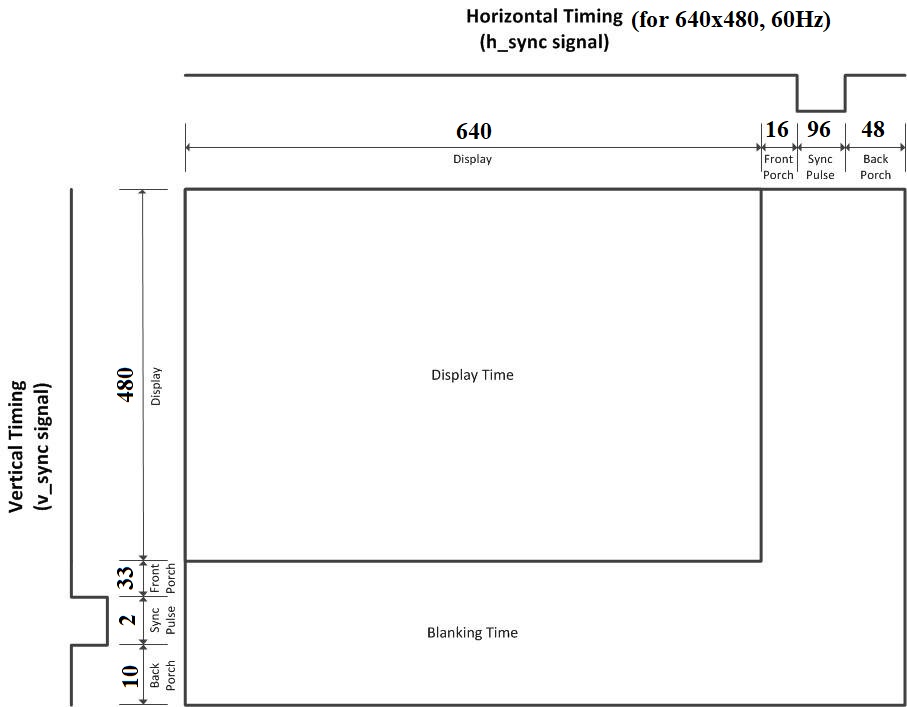 Horizontal Timing (for 640x480, 60Hz)
(h_sync signal)
640
16
96
48
Display
Front
Porch
Sync
Pulse
Back
Porch
Vertical Timing
(v_sync signal)
480
Display
Display Time
33
Front
Porch
2
Sync
Pulse
Blanking Time
10
Back
Porch